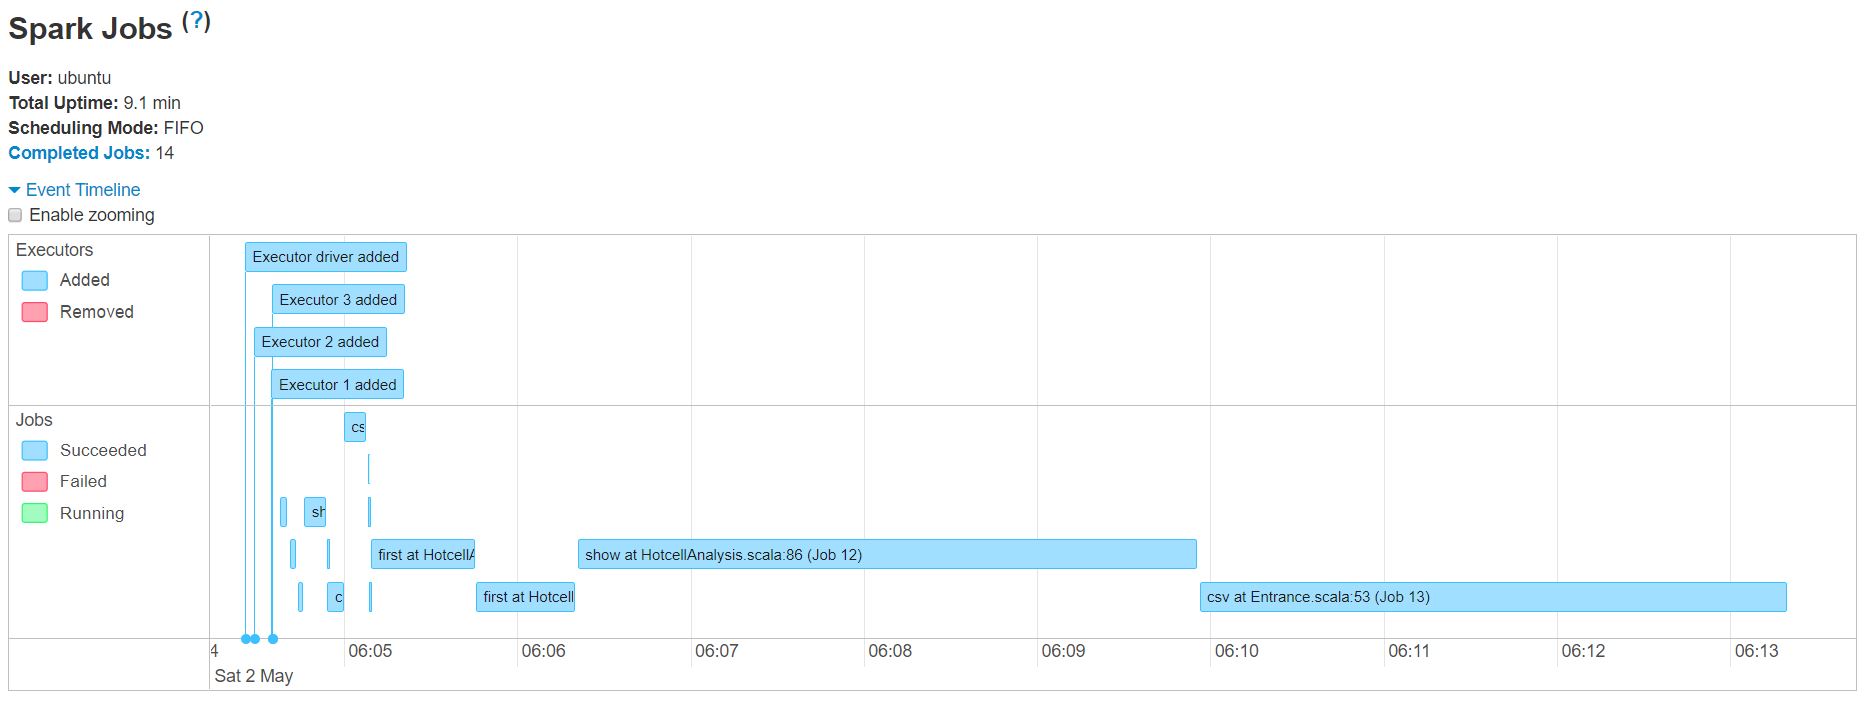 Spark Jobs (?)
User: ubuntu
Total Uptime: 9.1 min
Scheduling Mode: FIFO
Completed Jobs: 14
Event Timeline
Enable zooming
Executors
Added
Removed
Executor driver added
Executor 3 added
Executor 2 added
Executor 1 added
Jobs
Succeeded
Failed
Running
cs
sh
first at HotcellA
show at HotcellAnalysis.scala:86 (Job 12)
c
first at Hotcell
csv at Entrance.scala:53 (Job 13)
4 06:05 06:06 06:07 06:08 06:09 06:10 06:11 06:12 06:13
Sat 2 May